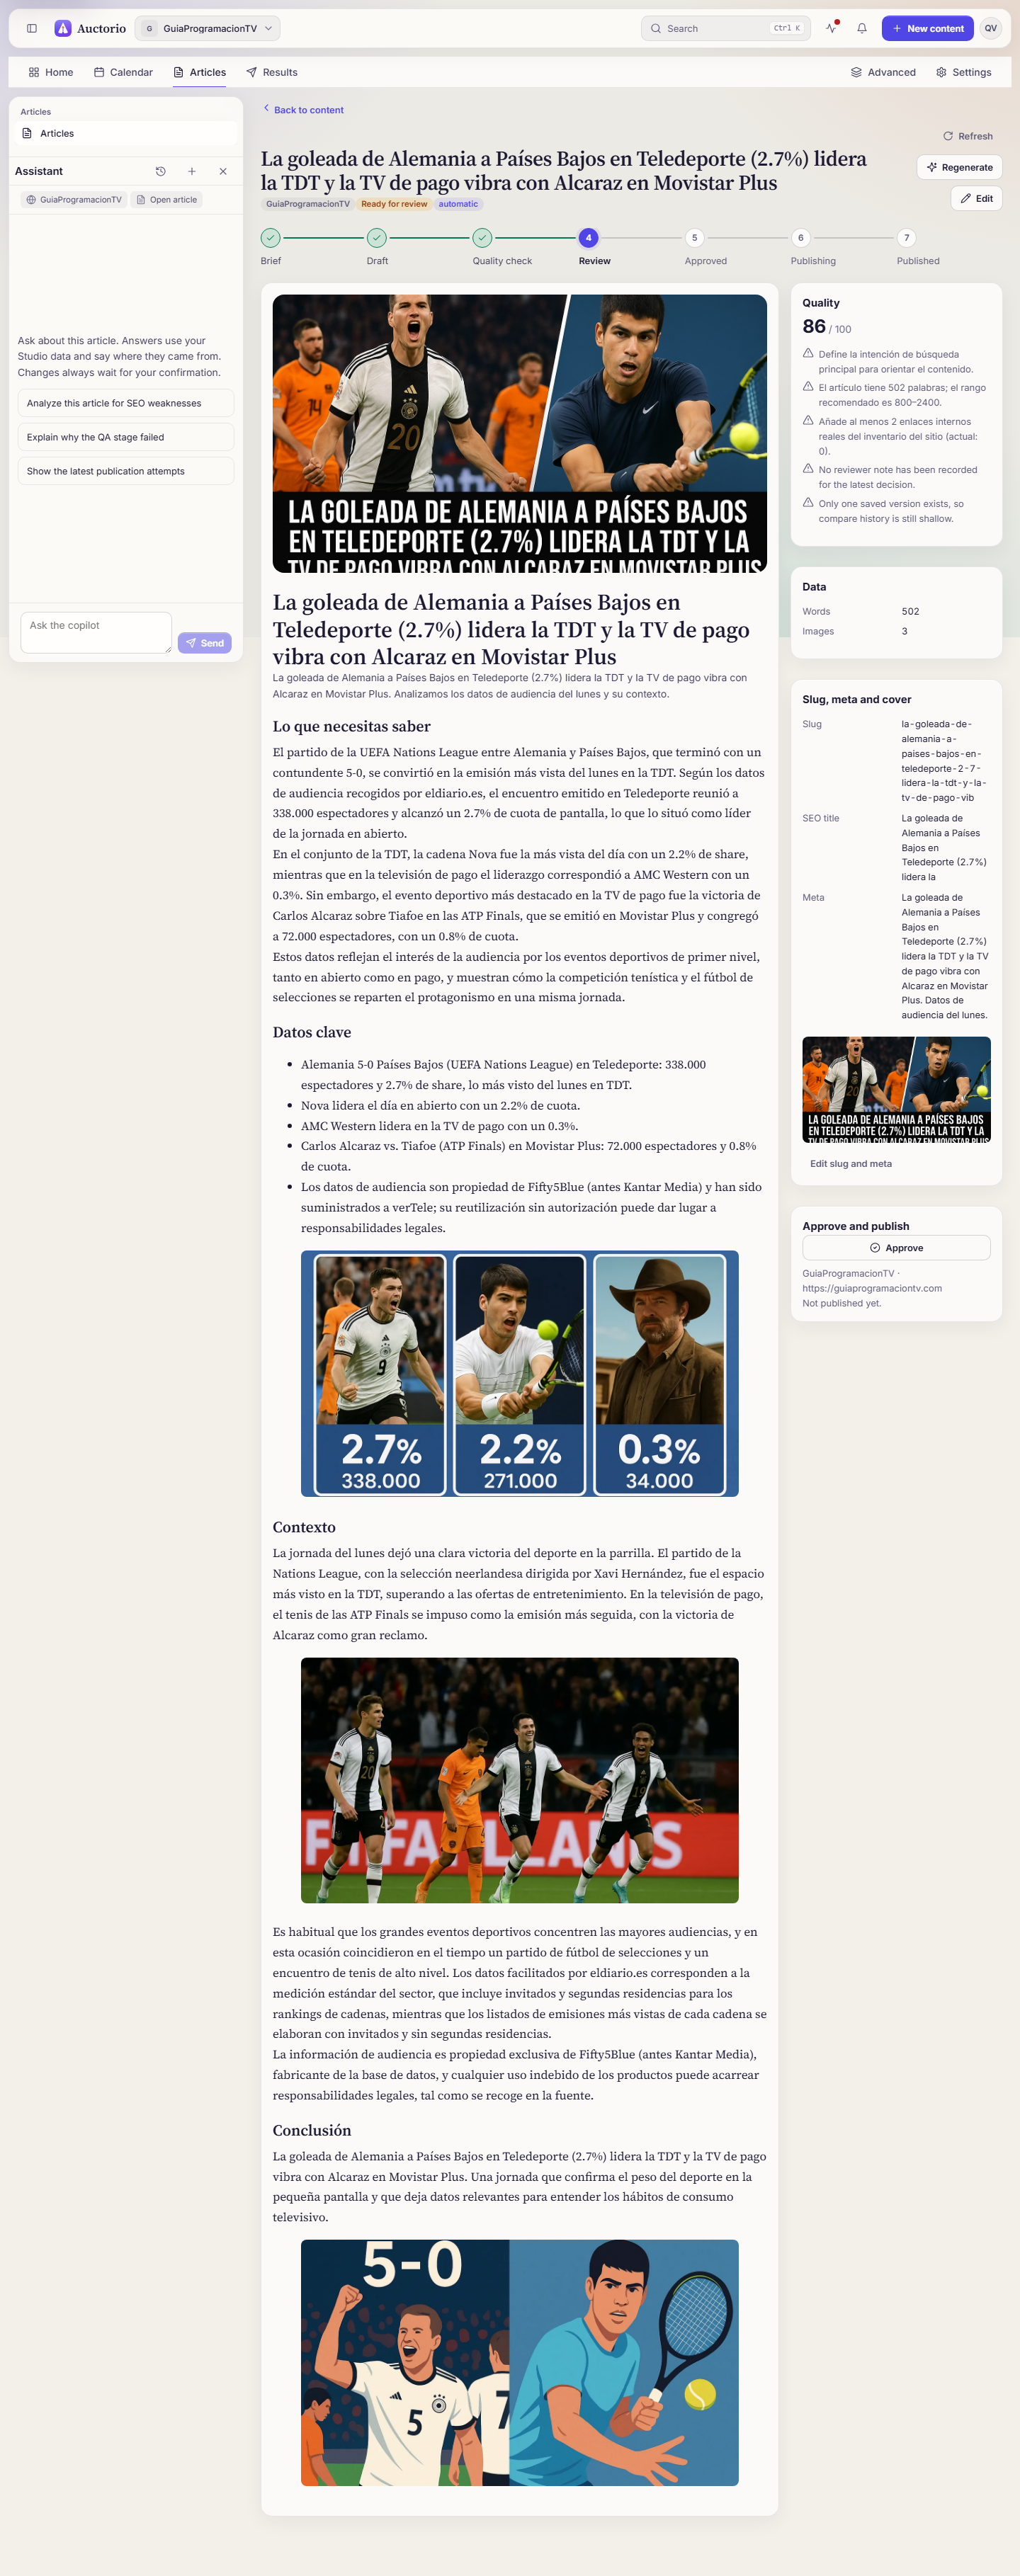 Auctorio
G GuiaProgramacionTV
Search Ctrl K
New content
QV
Home
Calendar
Articles
Results
Advanced
Settings
Articles
Articles
Assistant
GuiaProgramacionTV
Open article
Ask about this article. Answers use your
Studio data and say where they came from.
Changes always wait for your confirmation.
Analyze this article for SEO weaknesses
Explain why the QA stage failed
Show the latest publication attempts
Ask the copilot
Send
Back to content
Refresh
La goleada de Alemania a Países Bajos en Teledeporte (2.7%) lidera
la TDT y la TV de pago vibra con Alcaraz en Movistar Plus
Regenerate
Edit
GuiaProgramacionTV
Ready for review
automatic
4
5
6
7
Brief
Draft
Quality check
Review
Approved
Publishing
Published
14
20
LA GOLEADA DE ALEMANIA A PAÍSES BAJOS
EN TELEDEPORTE (2.7%) LIDERA LA TDT Y LA
TV DE PAGO VIBRA CON ALCARAZ EN MOVISTAR PLUS
La goleada de Alemania a Países Bajos en
Teledeporte (2.7%) lidera la TDT y la TV de pago
vibra con Alcaraz en Movistar Plus
La goleada de Alemania a Países Bajos en Teledeporte (2.7%) lidera la TDT y la TV de pago vibra con
Alcaraz en Movistar Plus. Analizamos los datos de audiencia del lunes y su contexto.
Lo que necesitas saber
El partido de la UEFA Nations League entre Alemania y Países Bajos, que terminó con un
contundente 5-0, se convirtió en la emisión más vista del lunes en la TDT. Según los datos
de audiencia recogidos por eldiario.es, el encuentro emitido en Teledeporte reunió a
338.000 espectadores y alcanzó un 2.7% de cuota de pantalla, lo que lo situó como líder
de la jornada en abierto.
En el conjunto de la TDT, la cadena Nova fue la más vista del día con un 2.2% de share,
mientras que en la televisión de pago el liderazgo correspondió a AMC Western con un
0.3%. Sin embargo, el evento deportivo más destacado en la TV de pago fue la victoria de
Carlos Alcaraz sobre Tiafoe en las ATP Finals, que se emitió en Movistar Plus y congregó
a 72.000 espectadores, con un 0.8% de cuota.
Estos datos reflejan el interés de la audiencia por los eventos deportivos de primer nivel,
tanto en abierto como en pago, y muestran cómo la competición tenística y el fútbol de
selecciones se reparten el protagonismo en una misma jornada.
Datos clave
• Alemania 5-0 Países Bajos (UEFA Nations League) en Teledeporte: 338.000
espectadores y 2.7% de share, lo más visto del lunes en TDT.
• Nova lidera el día en abierto con un 2.2% de cuota.
• AMC Western lidera en la TV de pago con un 0.3%.
• Carlos Alcaraz vs. Tiafoe (ATP Finals) en Movistar Plus: 72.000 espectadores y 0.8%
de cuota.
• Los datos de audiencia son propiedad de Fifty5Blue (antes Kantar Media) y han sido
suministrados a verTele; su reutilización sin autorización puede dar lugar a
responsabilidades legales.
9
2.7%
338.000
2.2%
271.000
0.3%
34.000
Contexto
La jornada del lunes dejó una clara victoria del deporte en la parrilla. El partido de la
Nations League, con la selección neerlandesa dirigida por Xavi Hernández, fue el espacio
más visto en la TDT, superando a las ofertas de entretenimiento. En la televisión de pago,
el tenis de las ATP Finals se impuso como la emisión más seguida, con la victoria de
Alcaraz como gran reclamo.
20
7
19
Es habitual que los grandes eventos deportivos concentren las mayores audiencias, y en
esta ocasión coincidieron en el tiempo un partido de fútbol de selecciones y un
encuentro de tenis de alto nivel. Los datos facilitados por eldiario.es corresponden a la
medición estándar del sector, que incluye invitados y segundas residencias para los
rankings de cadenas, mientras que los listados de emisiones más vistas de cada cadena se
elaboran con invitados y sin segundas residencias.
La información de audiencia es propiedad exclusiva de Fifty5Blue (antes Kantar Media),
fabricante de la base de datos, y cualquier uso indebido de los productos puede acarrear
responsabilidades legales, tal como se recoge en la fuente.
Conclusión
La goleada de Alemania a Países Bajos en Teledeporte (2.7%) lidera la TDT y la TV de pago
vibra con Alcaraz en Movistar Plus. Una jornada que confirma el peso del deporte en la
pequeña pantalla y que deja datos relevantes para entender los hábitos de consumo
televisivo.
5-0
5
7
Quality
86 / 100
Define la intención de búsqueda
principal para orientar el contenido.
El artículo tiene 502 palabras; el rango
recomendado es 800–2400.
Añade al menos 2 enlaces internos
reales del inventario del sitio (actual:
0).
No reviewer note has been recorded
for the latest decision.
Only one saved version exists, so
compare history is still shallow.
Data
Words 502
Images 3
Slug, meta and cover
Slug la-goleada-de-
alemania-a-
paises-bajos-en-
teledeporte-2-7-
lidera-la-tdt-y-la-
tv-de-pago-vib
SEO title La goleada de
Alemania a Países
Bajos en
Teledeporte (2.7%)
lidera la
Meta La goleada de
Alemania a Países
Bajos en
Teledeporte (2.7%)
lidera la TDT y la TV
de pago vibra con
Alcaraz en Movistar
Plus. Datos de
audiencia del lunes.
LA GOLEADA DE ALEMANIA A PAÍSES BAJOS
EN TELEDEPORTE (2.7%) LIDERA LA TDT Y LA
TV DE PAGO VIBRA CON ALCARAZ EN MOVISTAR PLUS
Edit slug and meta
Approve and publish
Approve
GuiaProgramacionTV ·
https://guiaprogramaciontv.com
Not published yet.